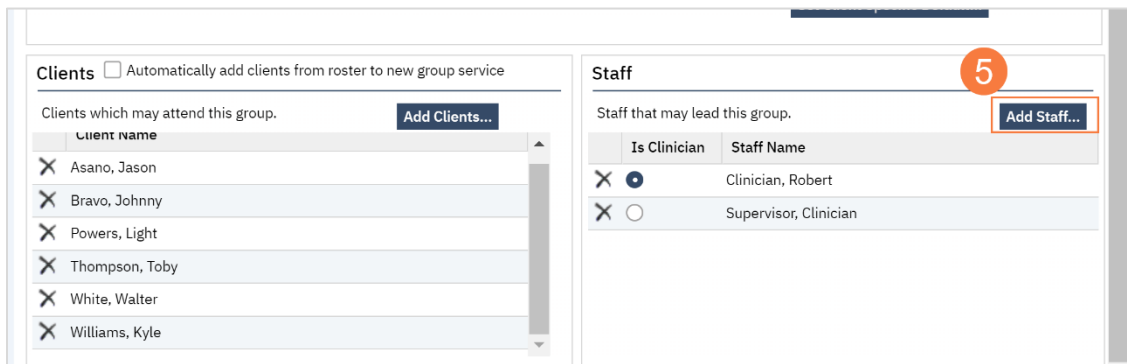 Clients Automatically add clients from roster to new group service
Clients which may attend this group. Add Clients...
Client Name
Asano, Jason
Bravo, Johnny
Powers, Light
Thompson, Toby
White, Walter
Williams, Kyle
Staff
5
Staff that may lead this group. Add Staff...
Is Clinician Staff Name
Clinician, Robert
Supervisor, Clinician